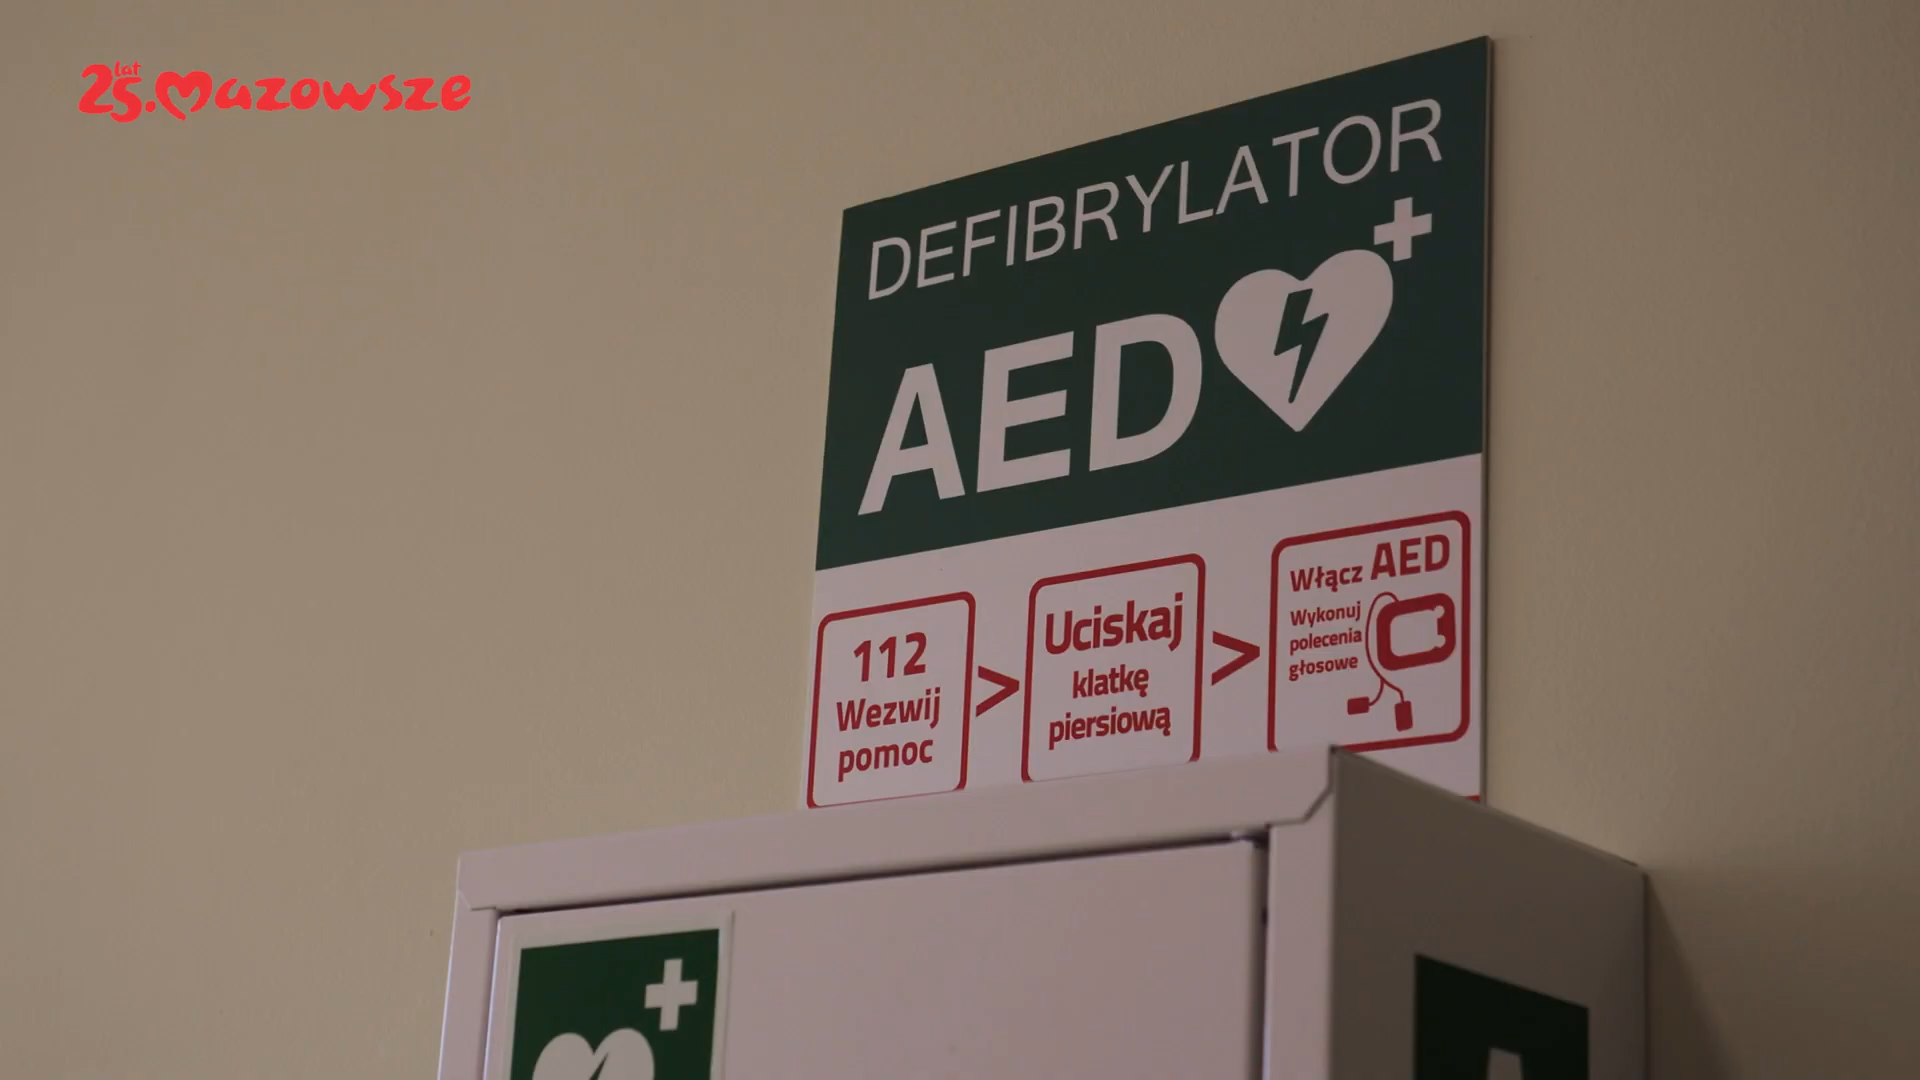 25 lat. Mazowsze
DEFIBRYLATOR
AED
112
Wezwij
pomoc
>
Uciskaj
klatkę
piersiową
>
Włącz AED
Wykonuj
polecenia
głosowe